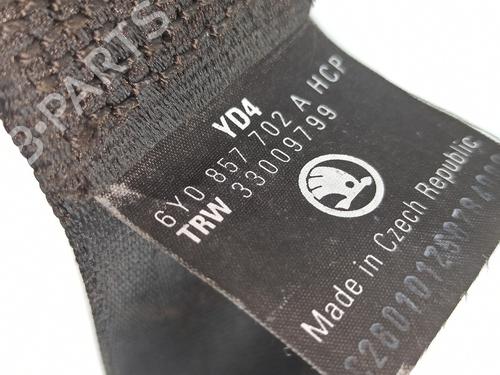 B-PARTS
YD4
6Y0 857 702 A HCP
TRW 33009799
Made in Czech Republic